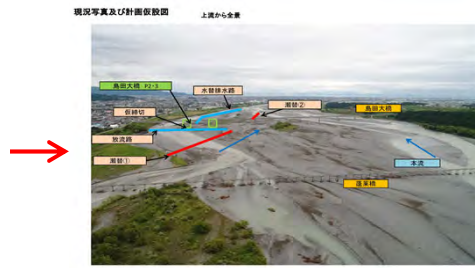 現況写真及び計画仮設図
上流から全景
島田大橋 P2・3
水替排水路
瀬替②
島田大橋
仮締切
放流路
瀬替①
本流
蓬莱橋